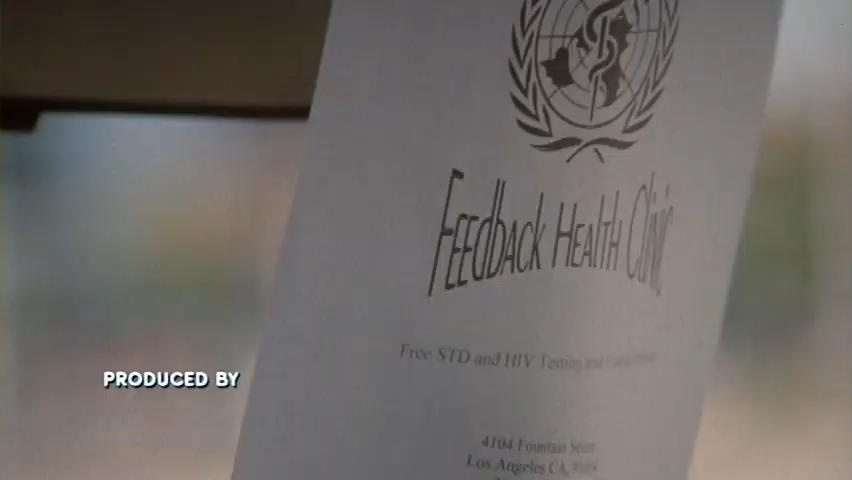 Feedback Health Clinic
Free STD and HIV Testing and
4104 Fountain
Los Angeles CA,
PRODUCED BY